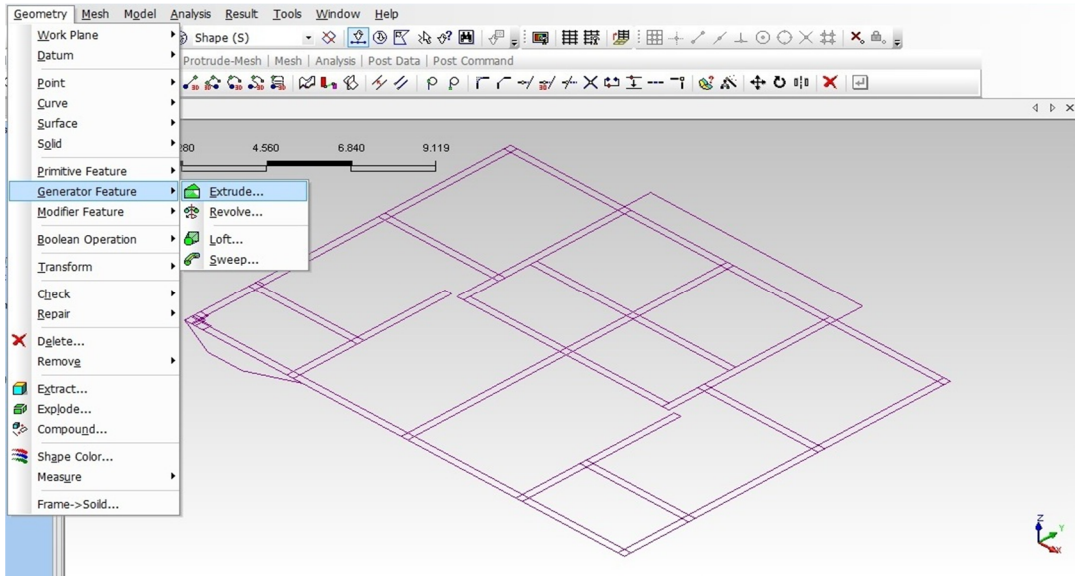 Geometry Mesh Model Analysis Result Tools Window Help
Work Plane
Shape (S)
Datum
Protrude-Mesh Mesh Analysis Post Data Post Command
Point
Curve
Surface
Solid
280 4.560 6.840 9.119
Primitive Feature
Generator Feature
Extrude...
Modifier Feature
Revolve...
Boolean Operation
Loft...
Sweep...
Transform
Check
Repair
Delete...
Remove
Extract...
Explode...
Compound...
Shape Color...
Measure
Frame->Soild...
Z
Y
X